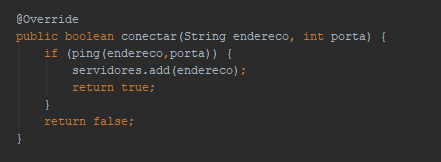 @Override
public boolean conectar(String endereco, int porta) {
    if (ping(endereco,porta)) {
        servidores.add(endereco);
        return true;
    }
    return false;
}